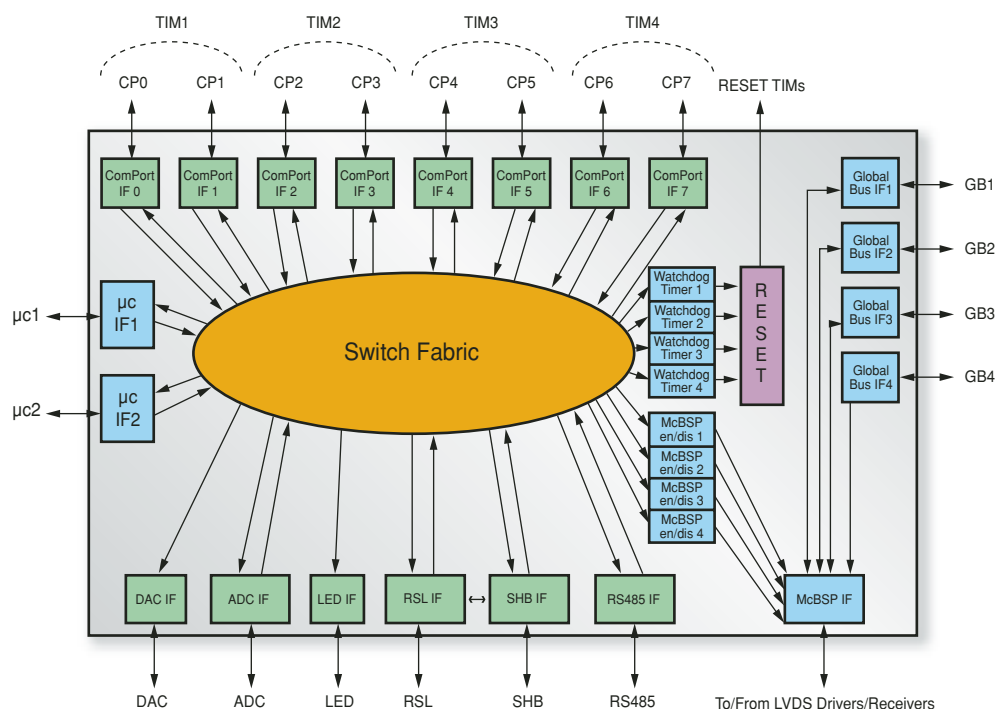 TIM1 TIM2 TIM3 TIM4
CP0 CP1 CP2 CP3 CP4 CP5 CP6 CP7 RESET TIMs
ComPort
IF 0
ComPort
IF 1
ComPort
IF 2
ComPort
IF 3
ComPort
IF 4
ComPort
IF 5
ComPort
IF 6
ComPort
IF 7
Global
Bus IF1
GB1
Global
Bus IF2
GB2
Global
Bus IF3
GB3
Global
Bus IF4
GB4
µc1
µc
IF1
µc2
µc
IF2
Switch Fabric
Watchdog
Timer 1
Watchdog
Timer 2
Watchdog
Timer 3
Watchdog
Timer 4
RESET
McBSP
en/dis 1
McBSP
en/dis 2
McBSP
en/dis 3
McBSP
en/dis 4
DAC IF
ADC IF
LED IF
RSL IF
SHB IF
RS485 IF
McBSP IF
DAC
ADC
LED
RSL
SHB
RS485
To/From LVDS Drivers/Receivers